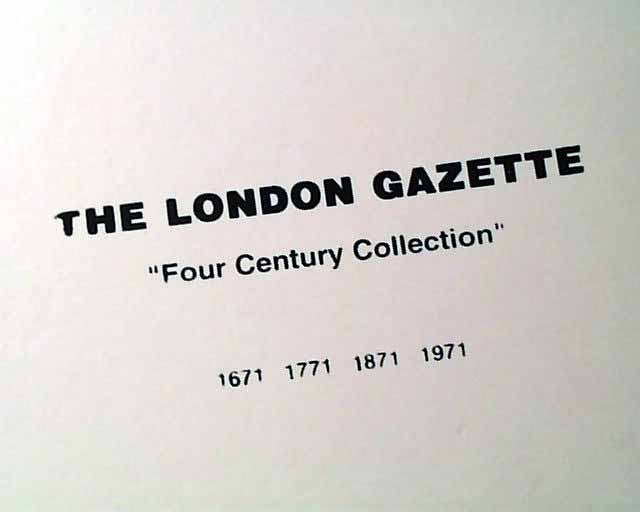 THE LONDON GAZETTE
"Four Century Collection"
1671 1771 1871 1971